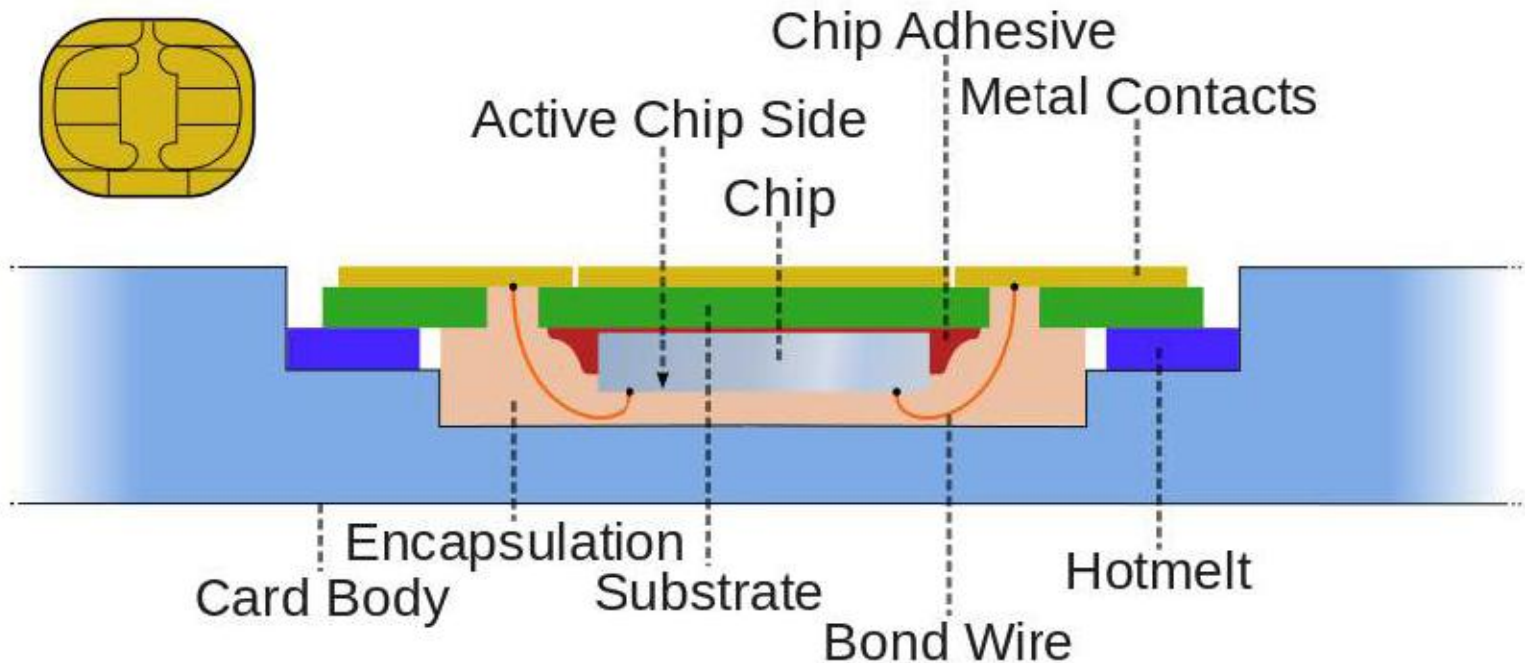 Chip Adhesive
Metal Contacts
Active Chip Side
Chip
Encapsulation
Substrate
Hotmelt
Card Body
Bond Wire